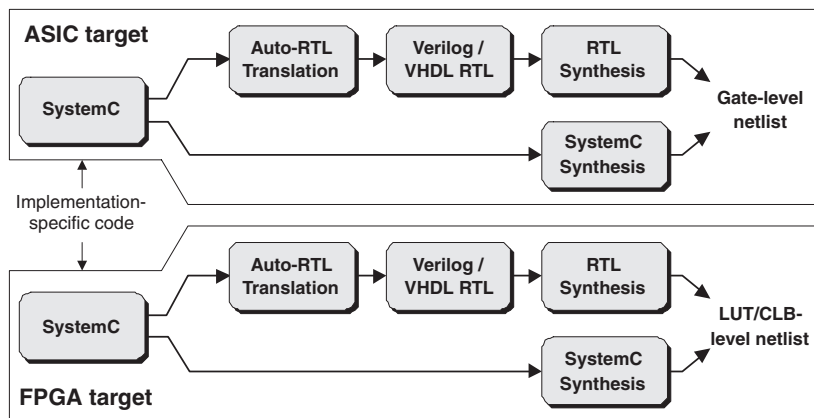 ASIC target
Auto-RTL
Translation
Verilog /
VHDL RTL
RTL
Synthesis
SystemC
Gate-level
netlist
SystemC
Synthesis
Implementation-
specific code
Auto-RTL
Translation
Verilog /
VHDL RTL
RTL
Synthesis
SystemC
LUT/CLB-
level netlist
SystemC
Synthesis
FPGA target